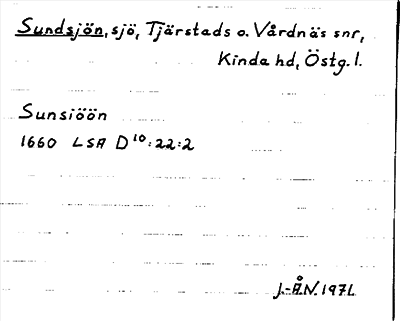 Sundsjön, sjö, Tjärstads o. Vårdnäs snr,
Kinda hd, Östg. l.
Sunsiöön
1660 LSA D10:22:2
J.-Å.N. 1971